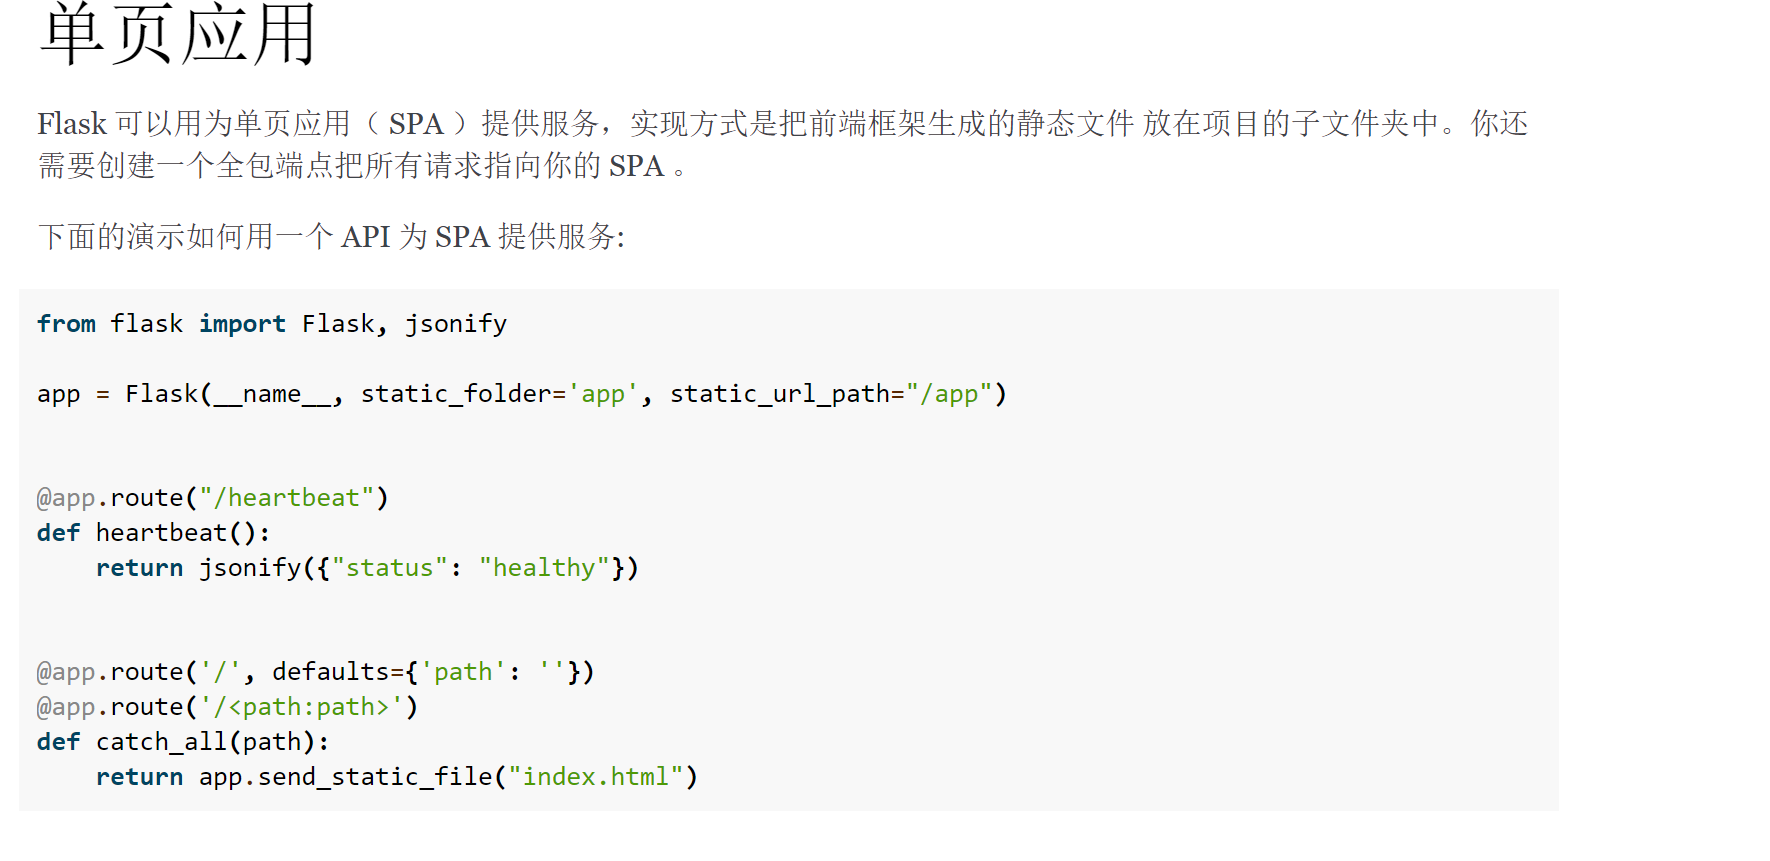 单页应用
Flask 可以用为单页应用（ SPA ）提供服务，实现方式是把前端框架生成的静态文件 放在项目的子文件夹中。你还
需要创建一个全包端点把所有请求指向你的 SPA 。
下面的演示如何用一个 API 为 SPA 提供服务:
from flask import Flask, jsonify
app = Flask(__name__, static_folder='app', static_url_path="/app")
@app.route("/heartbeat")
def heartbeat():
    return jsonify({"status": "healthy"})
@app.route('/', defaults={'path': ''})
@app.route('/<path:path>')
def catch_all(path):
    return app.send_static_file("index.html")